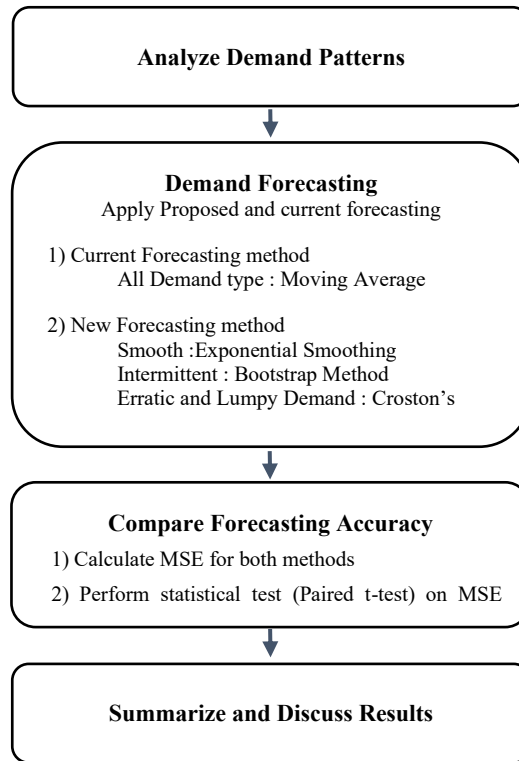 Analyze Demand Patterns
Demand Forecasting
Apply Proposed and current forecasting
1) Current Forecasting method
All Demand type : Moving Average
2) New Forecasting method
Smooth :Exponential Smoothing
Intermittent : Bootstrap Method
Erratic and Lumpy Demand : Croston’s
Compare Forecasting Accuracy
1) Calculate MSE for both methods
2) Perform statistical test (Paired t-test) on MSE
Summarize and Discuss Results